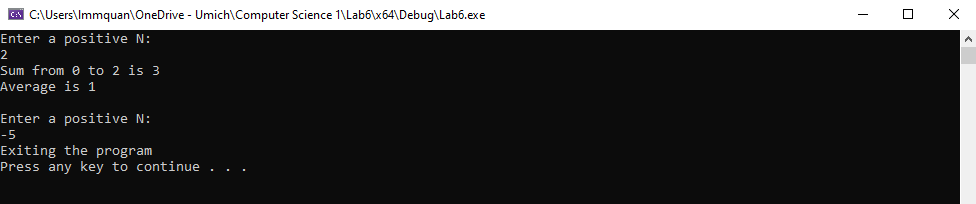 C:\Users\Immquan\OneDrive - Umich\Computer Science 1\Lab6\x64\Debug\Lab6.exe
Enter a positive N:
2
Sum from 0 to 2 is 3
Average is 1
Enter a positive N:
-5
Exiting the program
Press any key to continue . . .